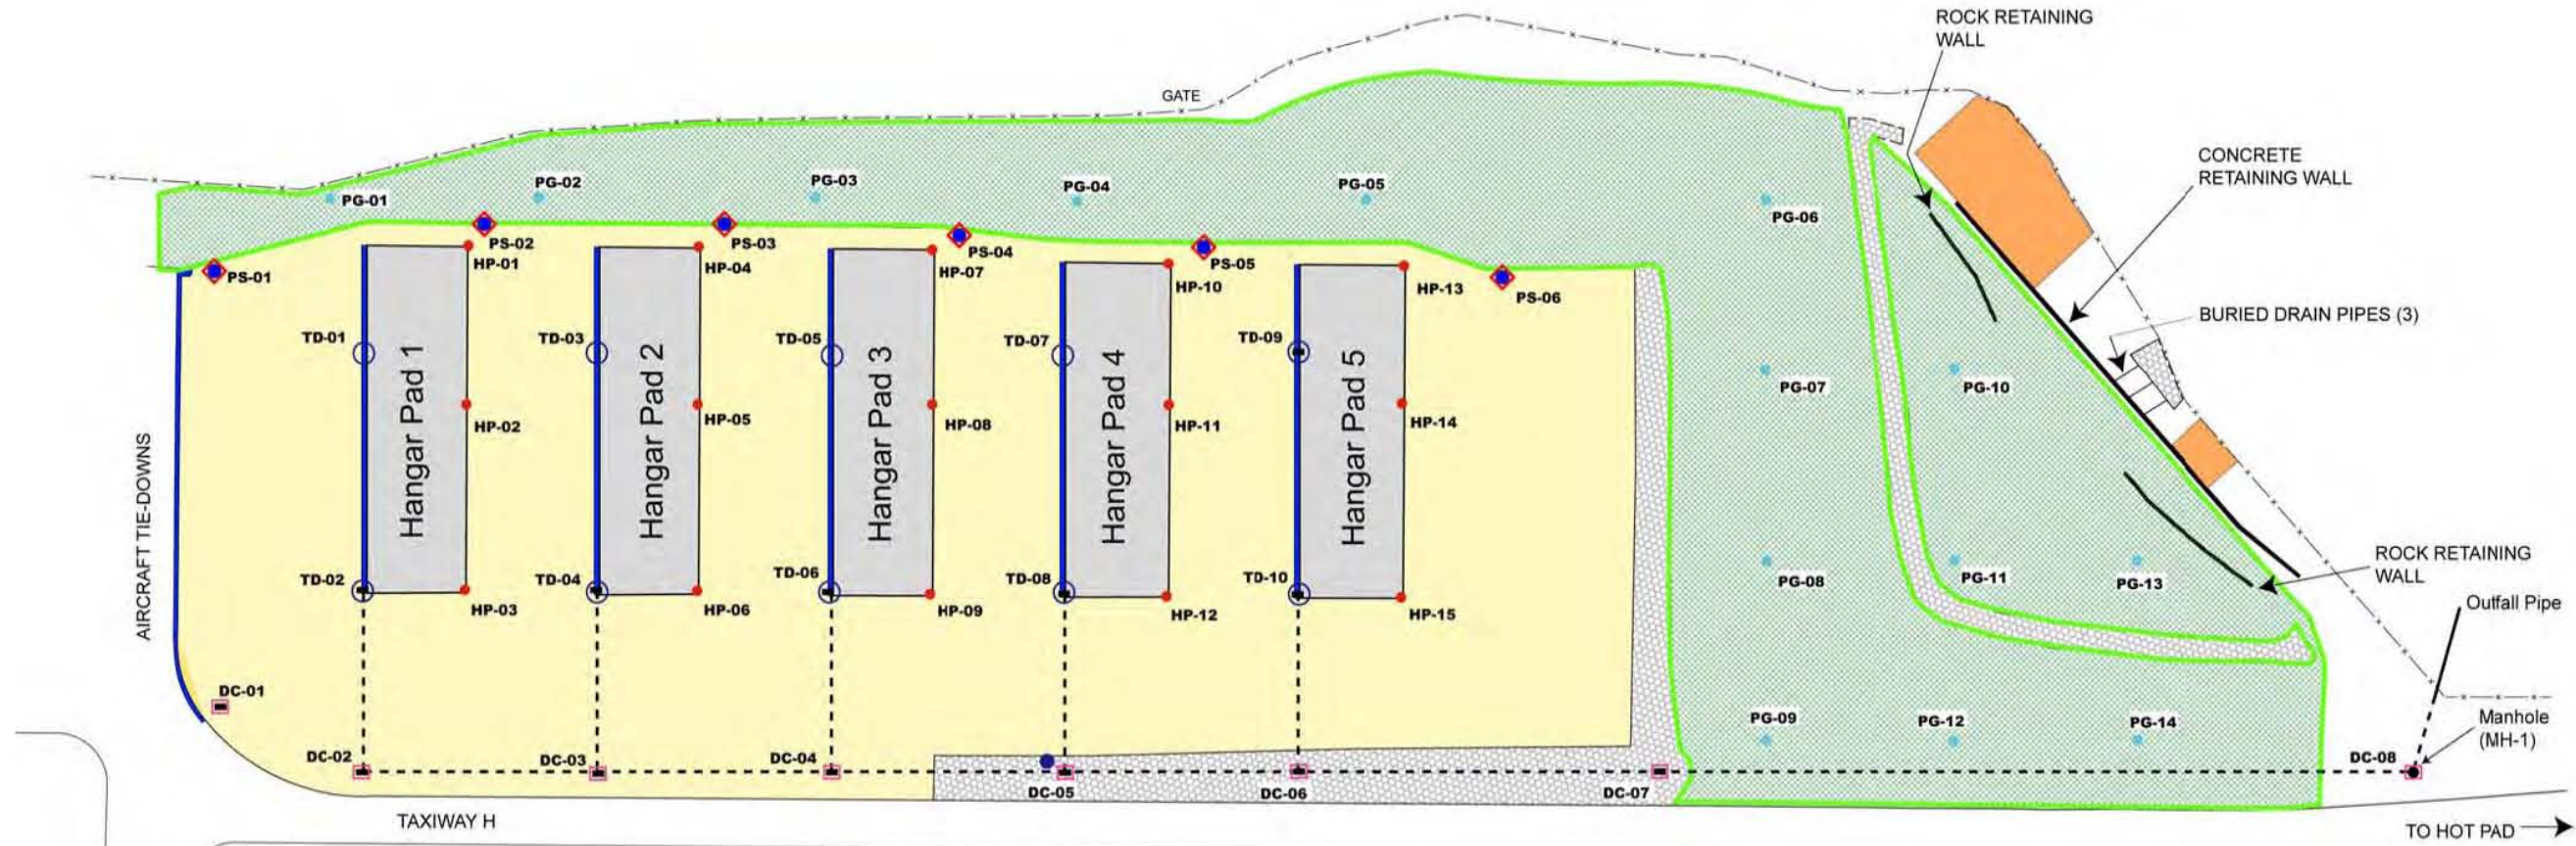 ROCK RETAINING
WALL
GATE
CONCRETE
RETAINING WALL
PG-01
PG-02
PG-03
PG-04
PG-05
PG-06
PS-01
PS-02
PS-03
PS-04
PS-05
PS-06
HP-01
HP-04
HP-07
HP-10
HP-13
BURIED DRAIN PIPES (3)
TD-01
TD-03
TD-05
TD-07
TD-09
Hangar Pad 1
Hangar Pad 2
Hangar Pad 3
Hangar Pad 4
Hangar Pad 5
PG-07
PG-10
HP-02
HP-05
HP-08
HP-11
HP-14
AIRCRAFT TIE-DOWNS
TD-02
TD-04
TD-06
TD-08
TD-10
PG-08
PG-11
PG-13
ROCK RETAINING
WALL
HP-03
HP-06
HP-09
HP-12
HP-15
Outfall Pipe
DC-01
PG-09
PG-12
PG-14
Manhole
(MH-1)
DC-02
DC-03
DC-04
DC-05
DC-06
DC-07
DC-08
TAXIWAY H
TO HOT PAD